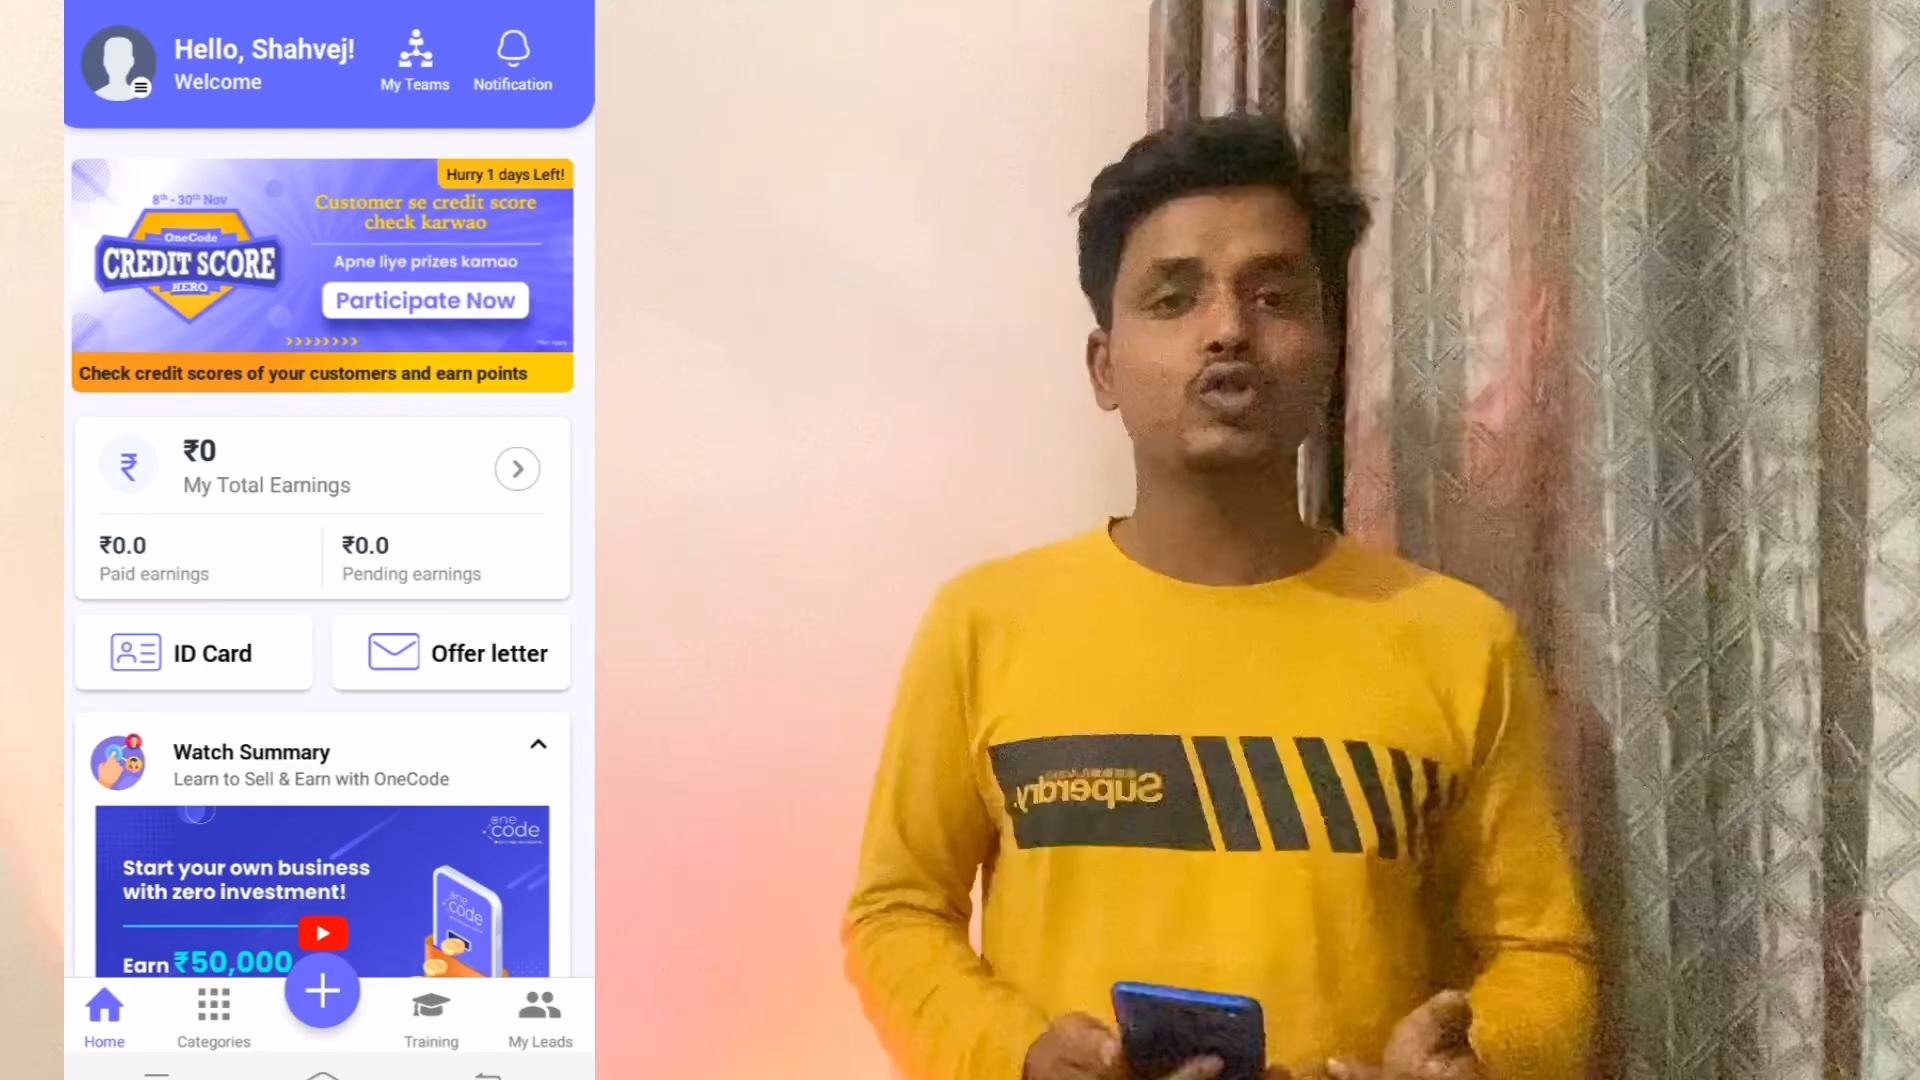 Hello, Shahvej!
Welcome
My Teams
Notification
Hurry 1 days Left!
8th - 30th Nov
OneCode
CREDIT SCORE
HERO
Customer se credit score
check karwao
Apne liye prizes kamao
Participate Now
Check credit scores of your customers and earn points
₹0
My Total Earnings
₹0.0
Paid earnings
₹0.0
Pending earnings
ID Card
Offer letter
Watch Summary
Learn to Sell & Earn with OneCode
one
code
Start your own business
with zero investment!
one
code
Earn ₹50,000
Home
Categories
Training
My Leads
Superdry.